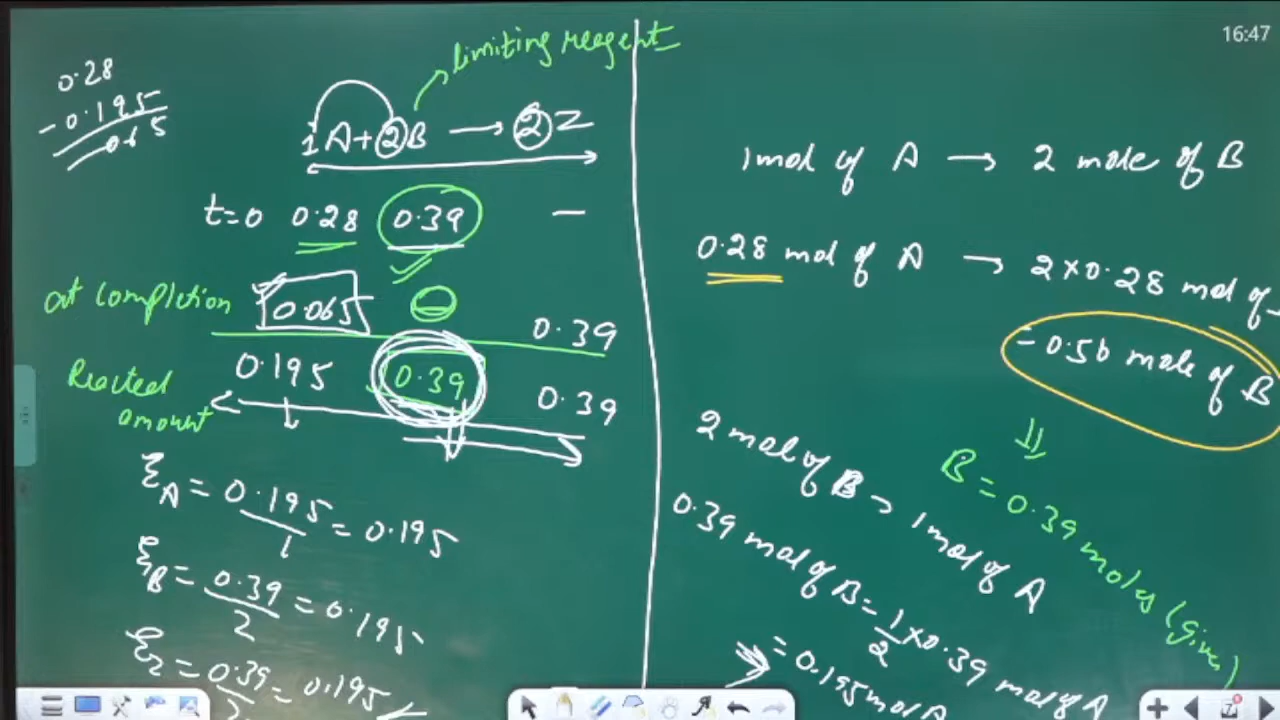 16:47
0.28
- 0.195
0.065
limiting reagent
1A + 2B → 2Z
t=0 0.28 0.39 —
at completion 0.065 0 0.39
Reacted amount 0.195 0.39 0.39
ξA = 0.195/1 = 0.195
ξB = 0.39/2 = 0.195
ξZ = 0.39/2 = 0.195
1 mol of A → 2 mole of B
0.28 mol of A → 2×0.28 mol of
= 0.56 mole of B
B = 0.39 moles (given)
2 mol of B → 1 mol of A
0.39 mol of B = 1/2 × 0.39 mol of A
= 0.195 mol A